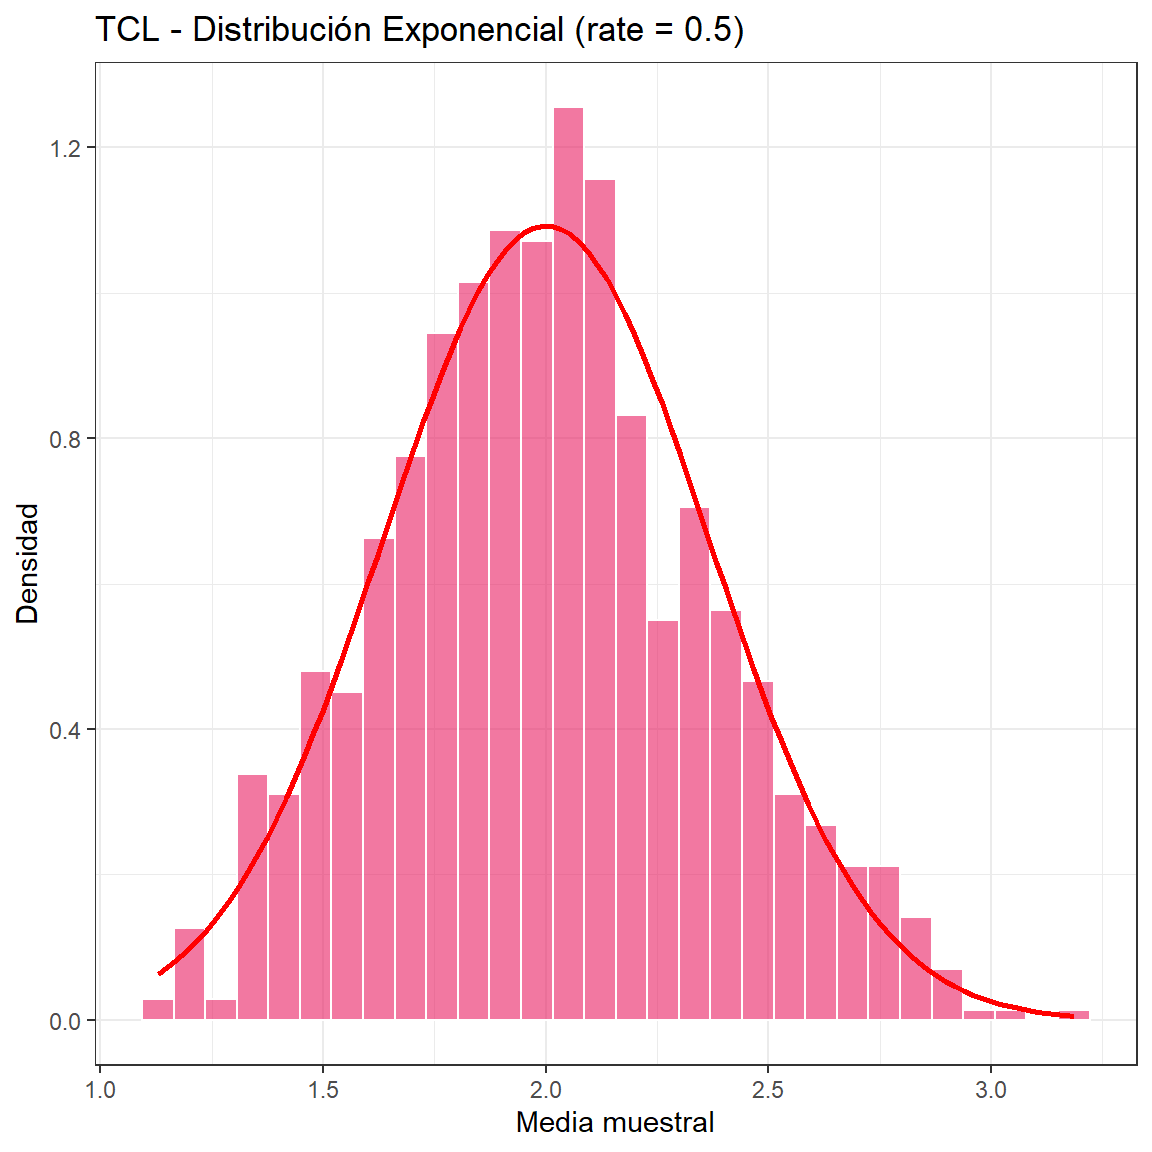 TCL - Distribución Exponencial (rate = 0.5)
1.2
0.8
0.4
0.0
Densidad
1.0 1.5 2.0 2.5 3.0
Media muestral